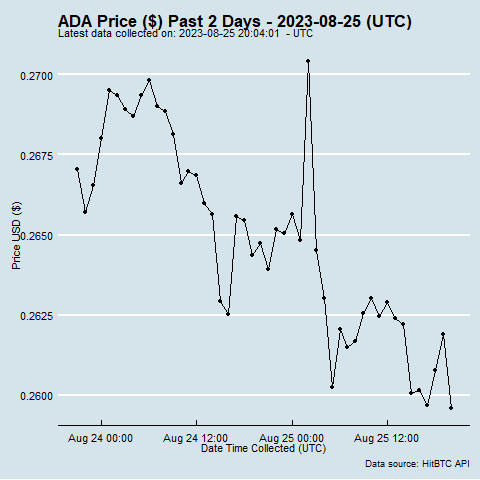 ADA Price ($) Past 2 Days - 2023-08-25 (UTC)
Latest data collected on: 2023-08-25 20:04:01 - UTC
0.2700
0.2675
0.2650
0.2625
0.2600
Price USD ($)
Aug 24 00:00 Aug 24 12:00 Aug 25 00:00 Aug 25 12:00
Date Time Collected (UTC)
Data source: HitBTC API